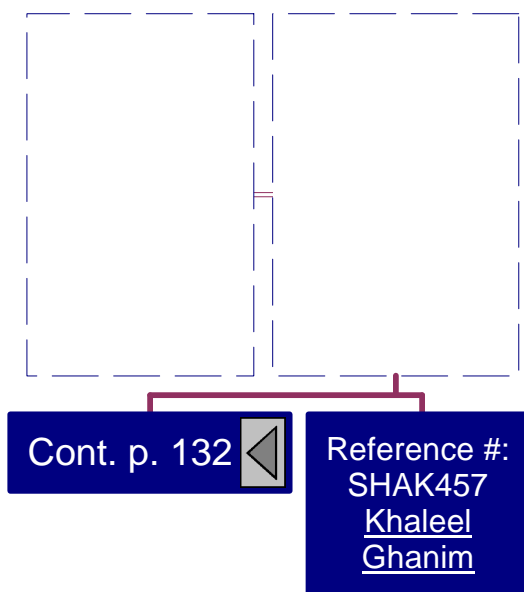 Cont. p. 132
Reference #:
SHAK457
Khaleel
Ghanim